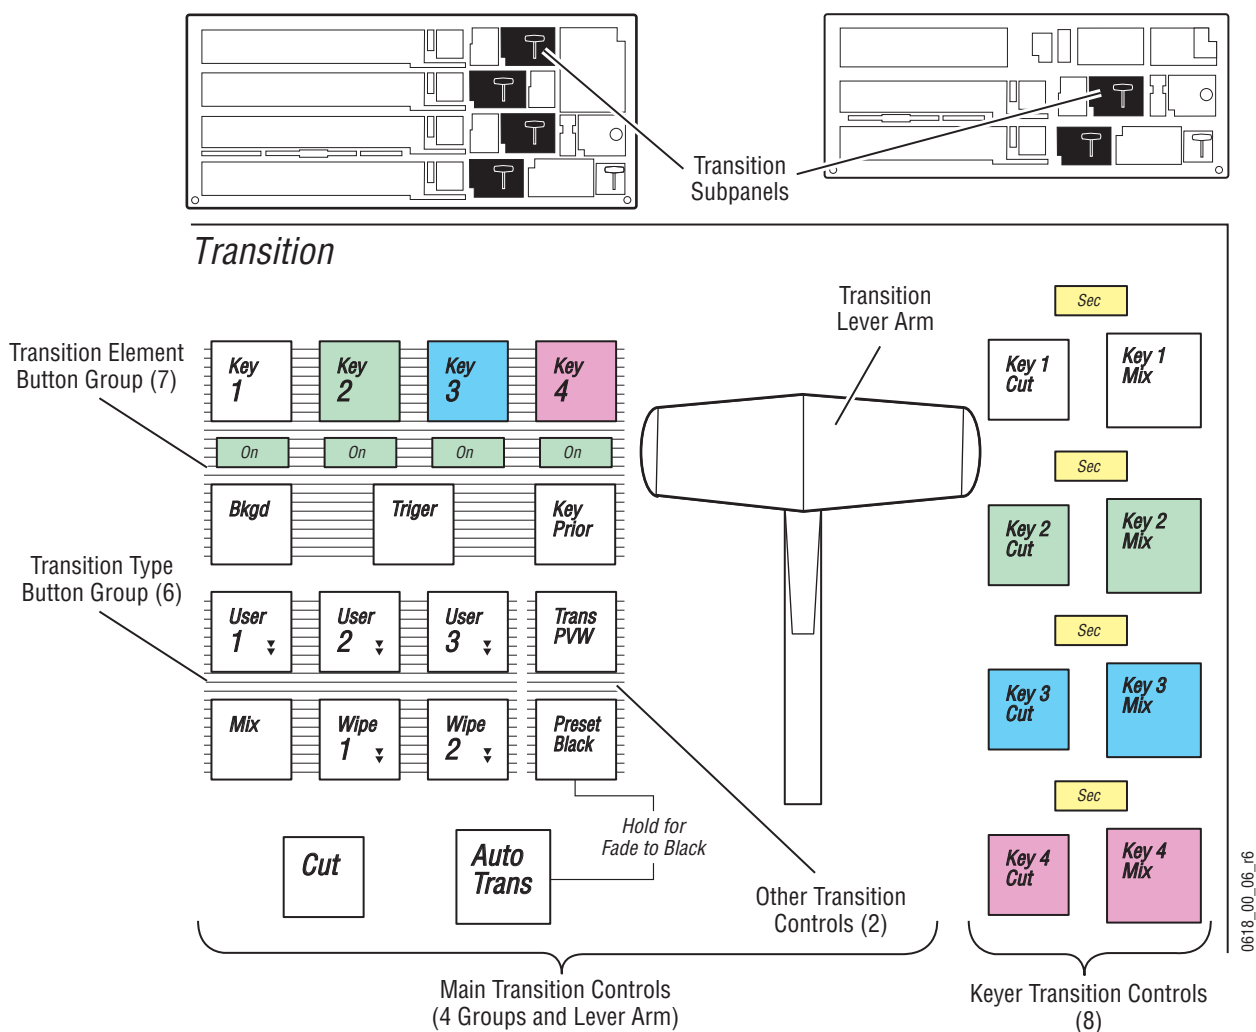 Transition
Subpanels
Transition
Transition
Lever Arm
Sec
Transition Element
Button Group (7)
Key
1
Key
2
Key
3
Key
4
Key 1
Cut
Key 1
Mix
On
On
On
On
Sec
Bkgd
Triger
Key
Prior
Key 2
Cut
Key 2
Mix
Transition Type
Button Group (6)
User
1
User
2
User
3
Trans
PVW
Sec
Mix
Wipe
1
Wipe
2
Preset
Black
Key 3
Cut
Key 3
Mix
Sec
Hold for
Fade to Black
Cut
Auto
Trans
Key 4
Cut
Key 4
Mix
Other Transition
Controls (2)
Main Transition Controls
(4 Groups and Lever Arm)
Keyer Transition Controls
(8)
0618_00_06_r6